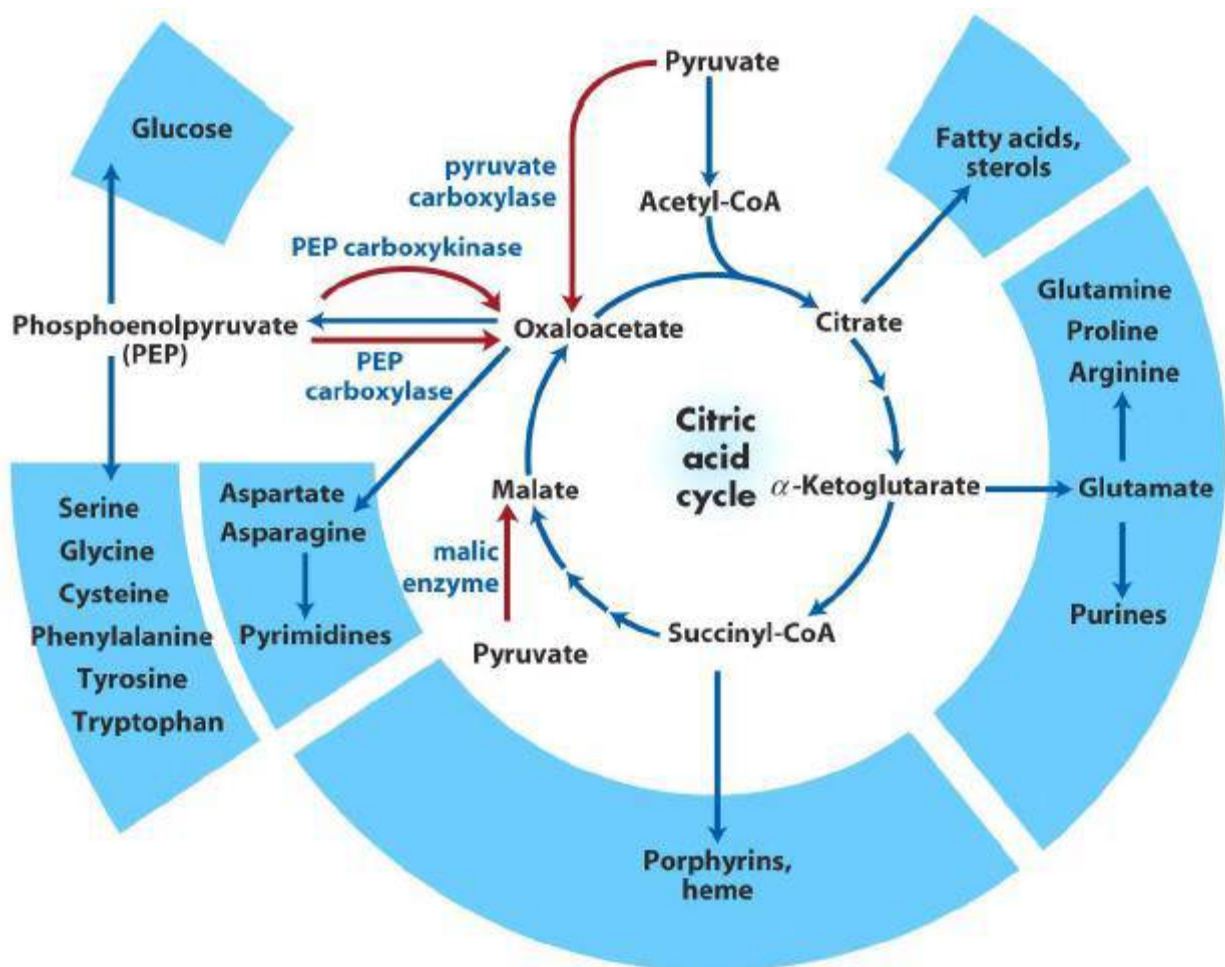 Pyruvate
Glucose
Fatty acids,
sterols
pyruvate
carboxylase
Acetyl-CoA
PEP carboxykinase
Phosphoenolpyruvate
(PEP)
Oxaloacetate
Citrate
PEP
carboxylase
Glutamine
Proline
Arginine
Citric
acid
cycle
Malate
α-Ketoglutarate
Glutamate
Purines
Aspartate
Asparagine
Pyrimidines
Serine
Glycine
Cysteine
Phenylalanine
Tyrosine
Tryptophan
malic
enzyme
Pyruvate
Succinyl-CoA
Porphyrins,
heme